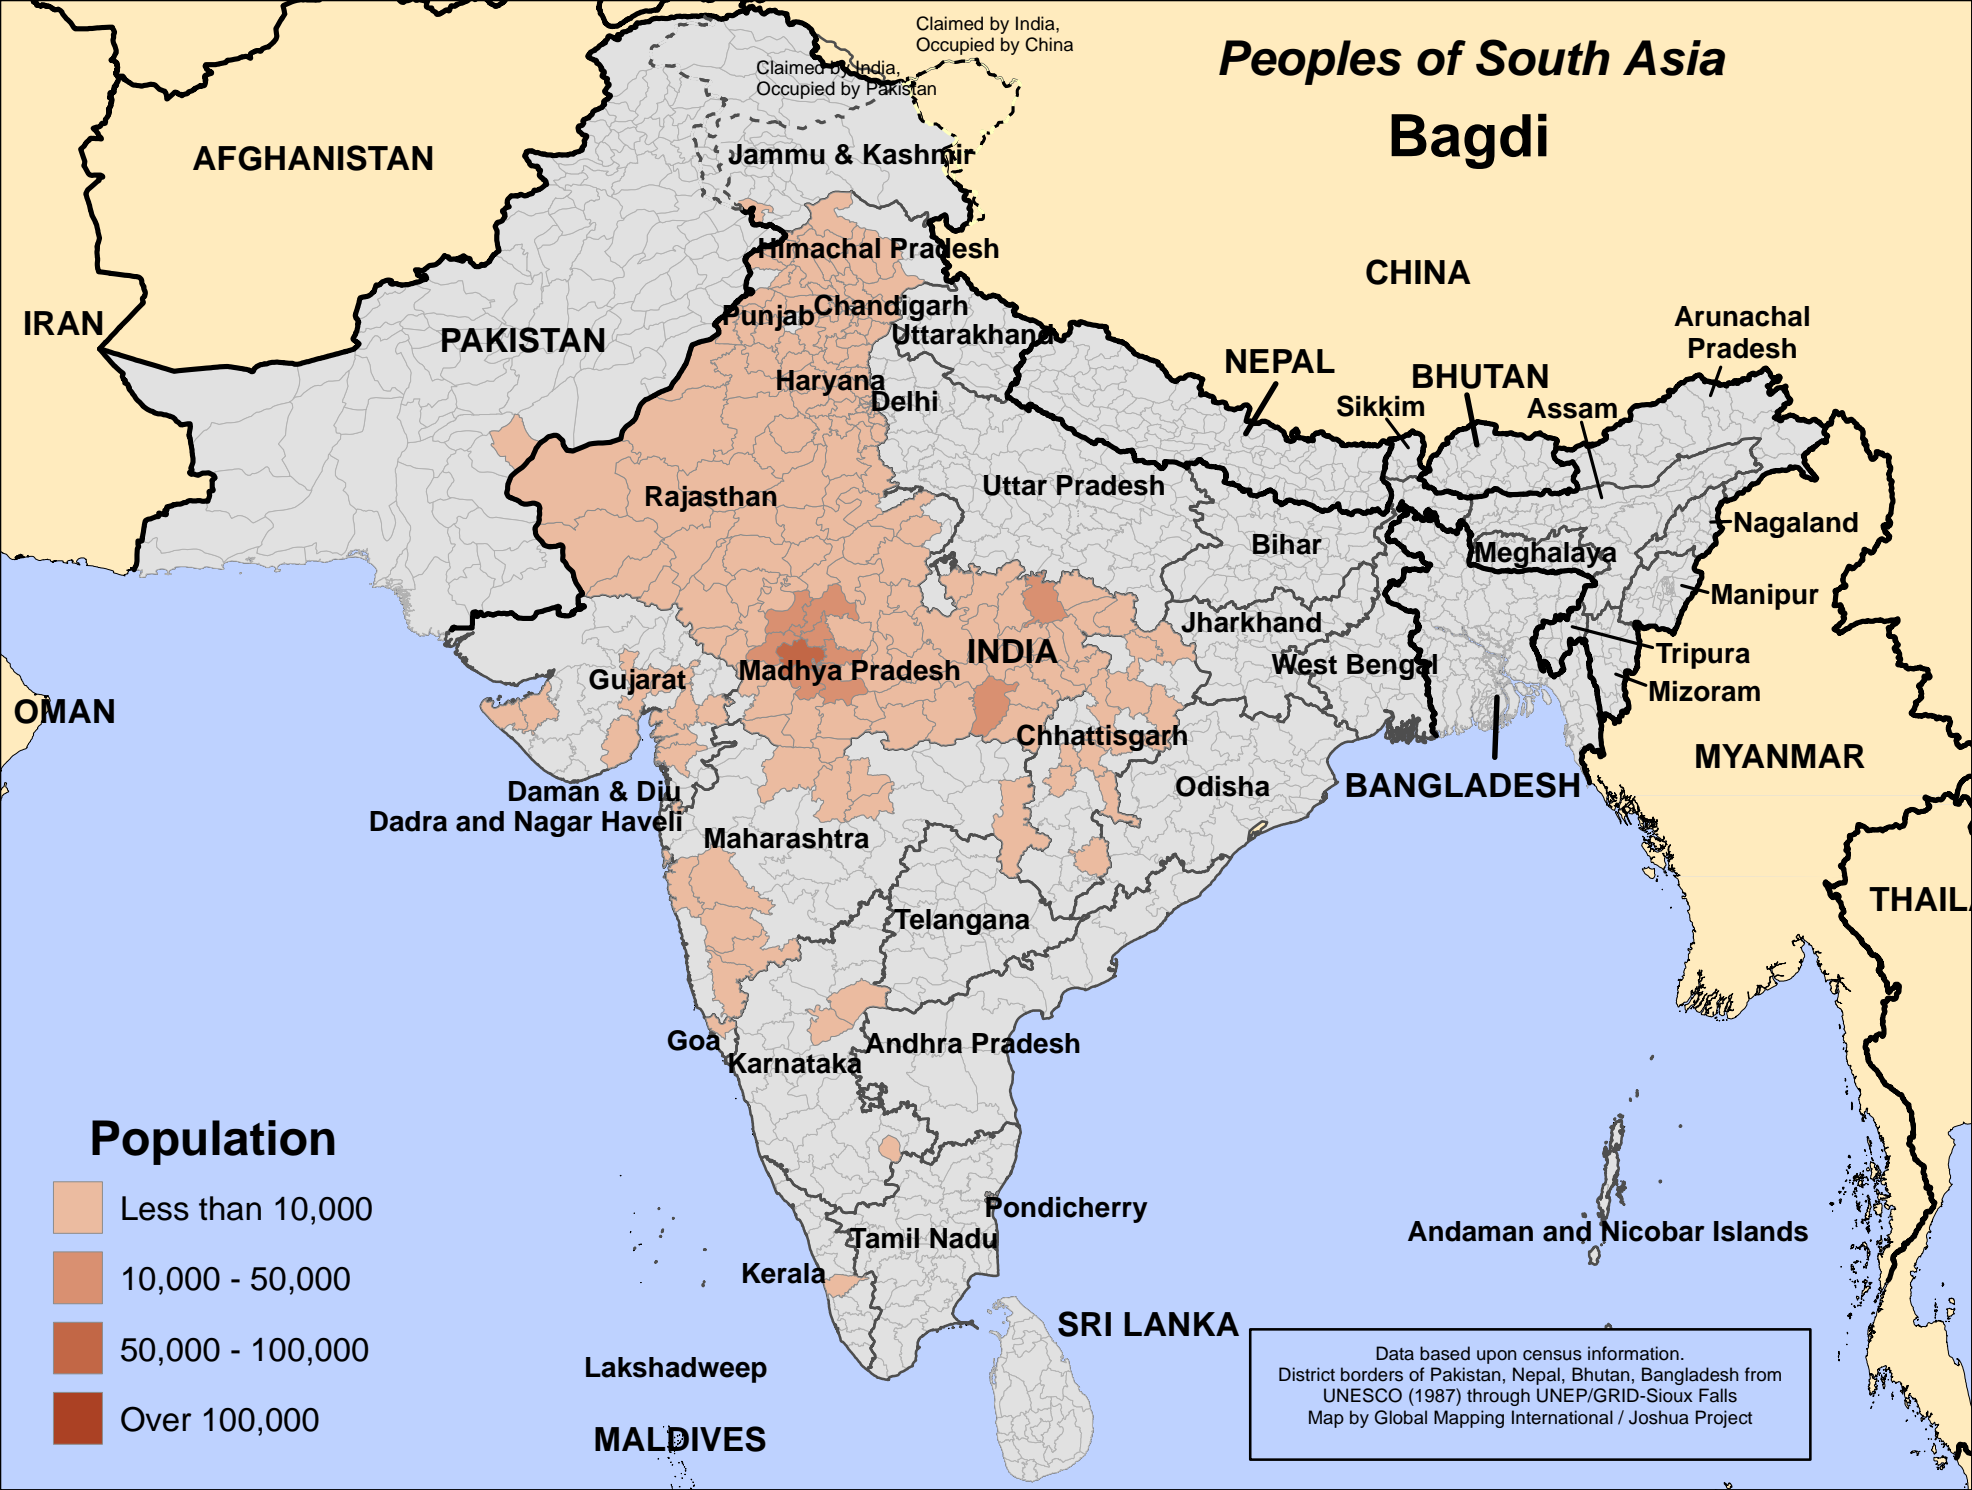 Claimed by India,
Occupied by China
Peoples of South Asia
Claimed by India,
Occupied by Pakistan
Bagdi
AFGHANISTAN
Jammu & Kashmir
Himachal Pradesh
CHINA
Chandigarh
Punjab
IRAN
PAKISTAN
Uttarakhand
Arunachal
Pradesh
NEPAL
BHUTAN
Haryana
Delhi
Sikkim
Assam
Uttar Pradesh
Rajasthan
Nagaland
Bihar
Meghalaya
Manipur
Jharkhand
INDIA
Tripura
West Bengal
Madhya Pradesh
Gujarat
Mizoram
OMAN
Chhattisgarh
MYANMAR
Odisha
BANGLADESH
Daman & Diu
Dadra and Nagar Haveli
Maharashtra
THAIL
Telangana
Goa
Andhra Pradesh
Karnataka
Population
Less than 10,000
10,000 - 50,000
50,000 - 100,000
Over 100,000
Pondicherry
Tamil Nadu
Andaman and Nicobar Islands
Kerala
SRI LANKA
Lakshadweep
MALDIVES
Data based upon census information.
District borders of Pakistan, Nepal, Bhutan, Bangladesh from
UNESCO (1987) through UNEP/GRID-Sioux Falls
Map by Global Mapping International / Joshua Project